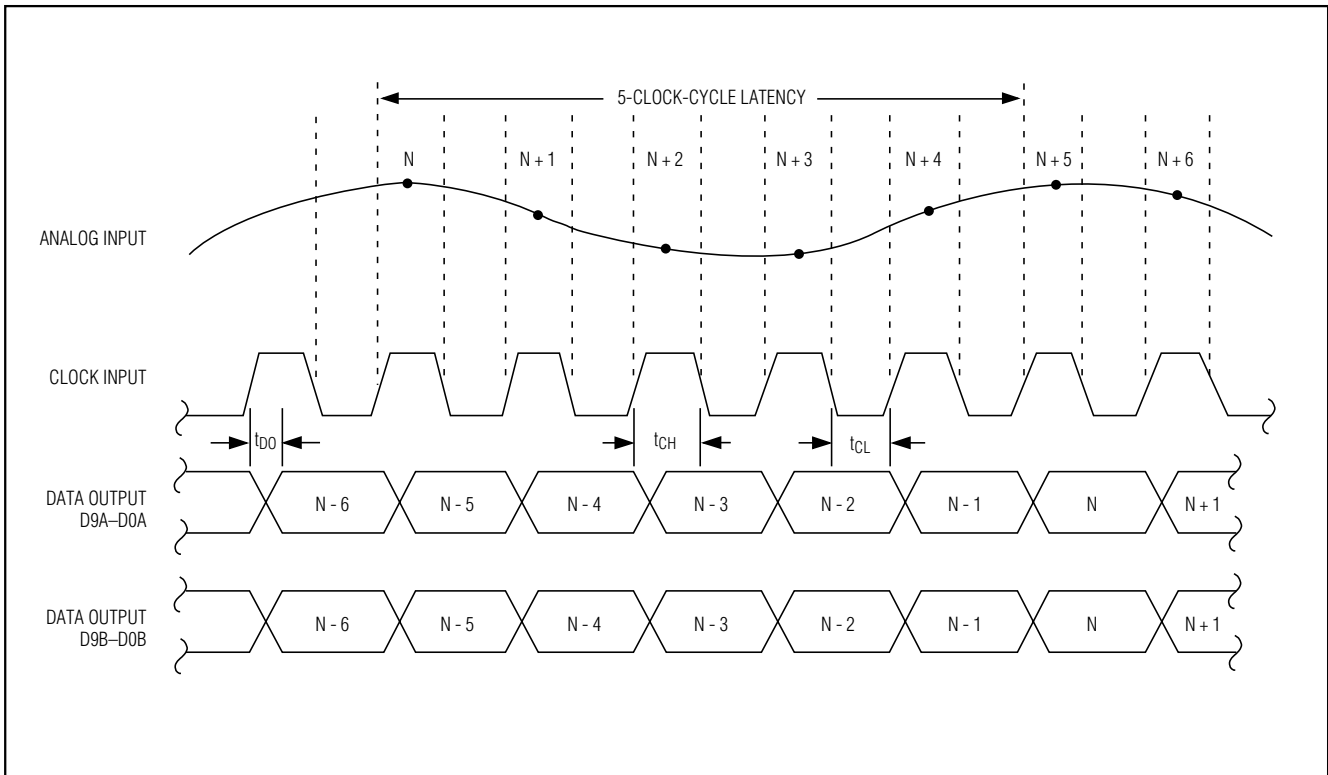 5-CLOCK-CYCLE LATENCY
N N + 1 N + 2 N + 3 N + 4 N + 5 N + 6
ANALOG INPUT
CLOCK INPUT
tDO tCH tCL
DATA OUTPUT
D9A–D0A
N - 6 N - 5 N - 4 N - 3 N - 2 N - 1 N N + 1
DATA OUTPUT
D9B–D0B
N - 6 N - 5 N - 4 N - 3 N - 2 N - 1 N N + 1